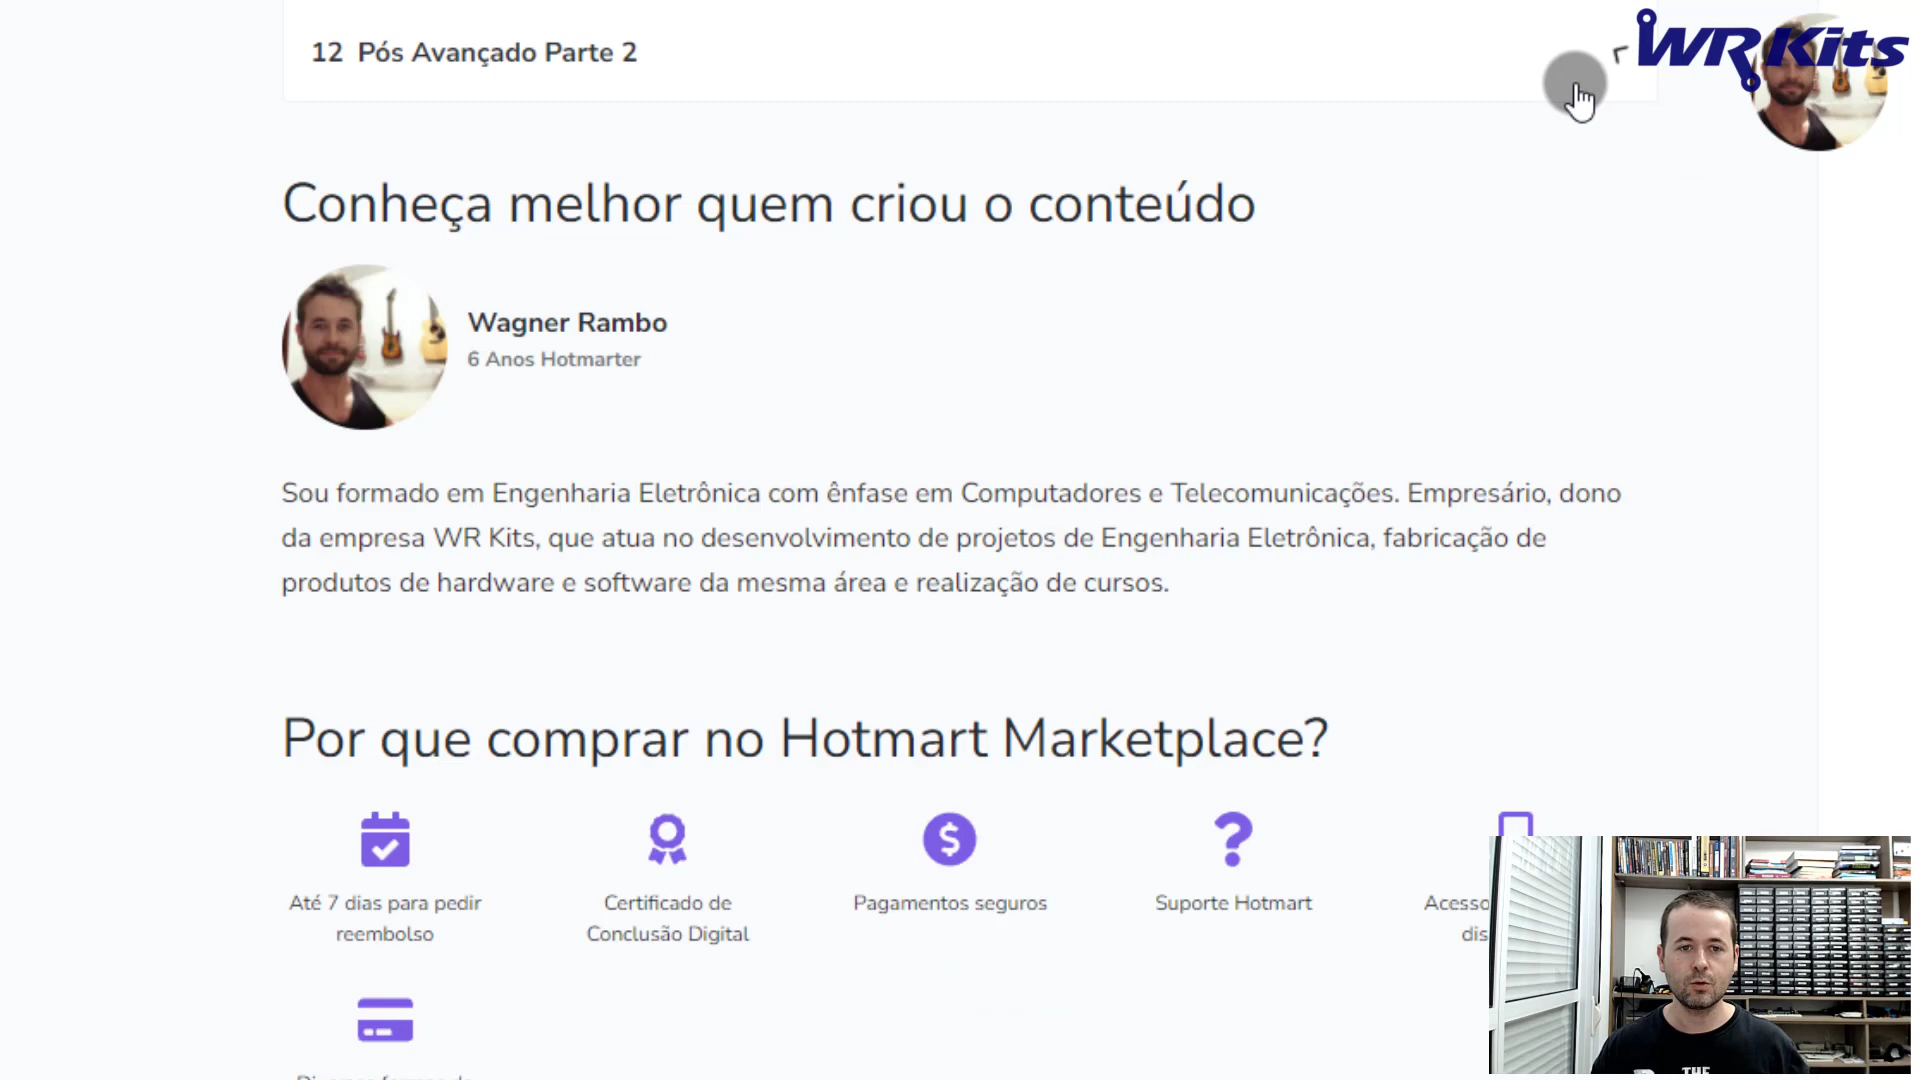 12 Pós Avançado Parte 2
WR Kits
Conheça melhor quem criou o conteúdo
Wagner Rambo
6 Anos Hotmarter
Sou formado em Engenharia Eletrônica com ênfase em Computadores e Telecomunicações. Empresário, dono
da empresa WR Kits, que atua no desenvolvimento de projetos de Engenharia Eletrônica, fabricação de
produtos de hardware e software da mesma área e realização de cursos.
Por que comprar no Hotmart Marketplace?
Até 7 dias para pedir
reembolso
Certificado de
Conclusão Digital
Pagamentos seguros
Suporte Hotmart
Acesso
dis
THE